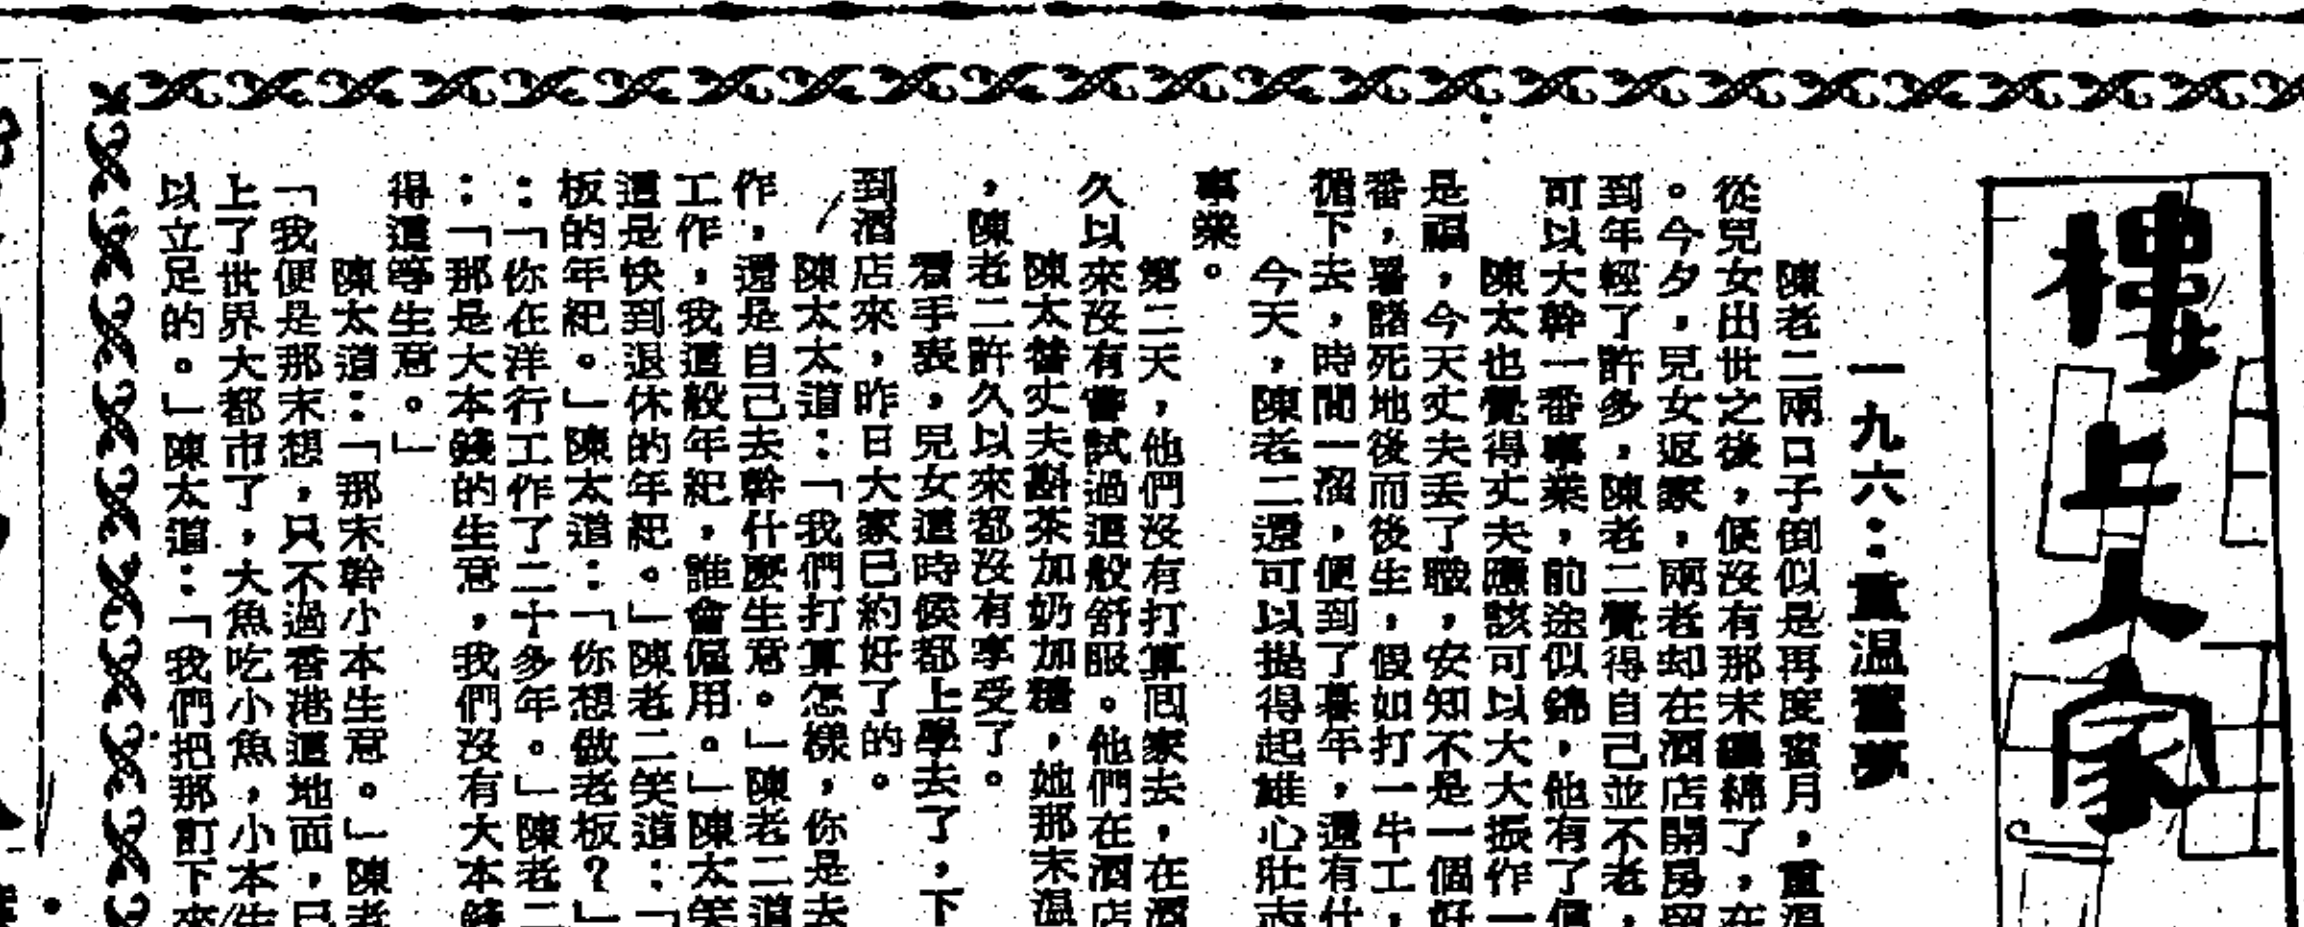 樓上人家
一九六：重溫舊夢
陳老二兩口子倒似是再度蜜月，重溫
從兒女出世之後，便沒有那末纏綿了，在
。今夕，兒女返家，兩老却在酒店開房留
到年輕了許多，陳老二覺得自己並不老，
可以大幹一番事業，前途似錦，他有了個
陳太也覺得丈夫應該可以大大振作一
是福，今天丈夫丢了職，安知不是一個好
番，署諸死地後而後生，假如打一牛工，
循下去，時間一溜，便到了暮年，還有什
今天，陳老二還可以提得起雄心壯志
事業。
第二天，他們沒有打算回家去，在酒
久以來沒有嘗試過這般舒服。他們在酒店
陳太替丈夫斟茶加奶加糖，她那末温
，陳老二許久以來都沒有享受了。
看手表，兒女這時候都上學去了，下
到酒店來，昨日大家已約好了的。
陳太太道：「我們打算怎樣，你是去
作，還是自己去幹什麽生意。」陳老二道
工作，我這般年紀，誰會僱用。」陳太笑
這是快到退休的年紀。」陳老二笑道：「
板的年紀。」陳太道：「你想做老板？」
：「你在洋行工作了二十多年。」陳老二
：「那是大本錢的生意，我們沒有大本錢
得這等生意。」
陳太道：「那末幹小本生意。」陳老
「我便是那末想，只不過香港這地面，已
上了世界大都市了，大魚吃小魚，小本生
以立足的。」陳太道：「我們把那訂下來